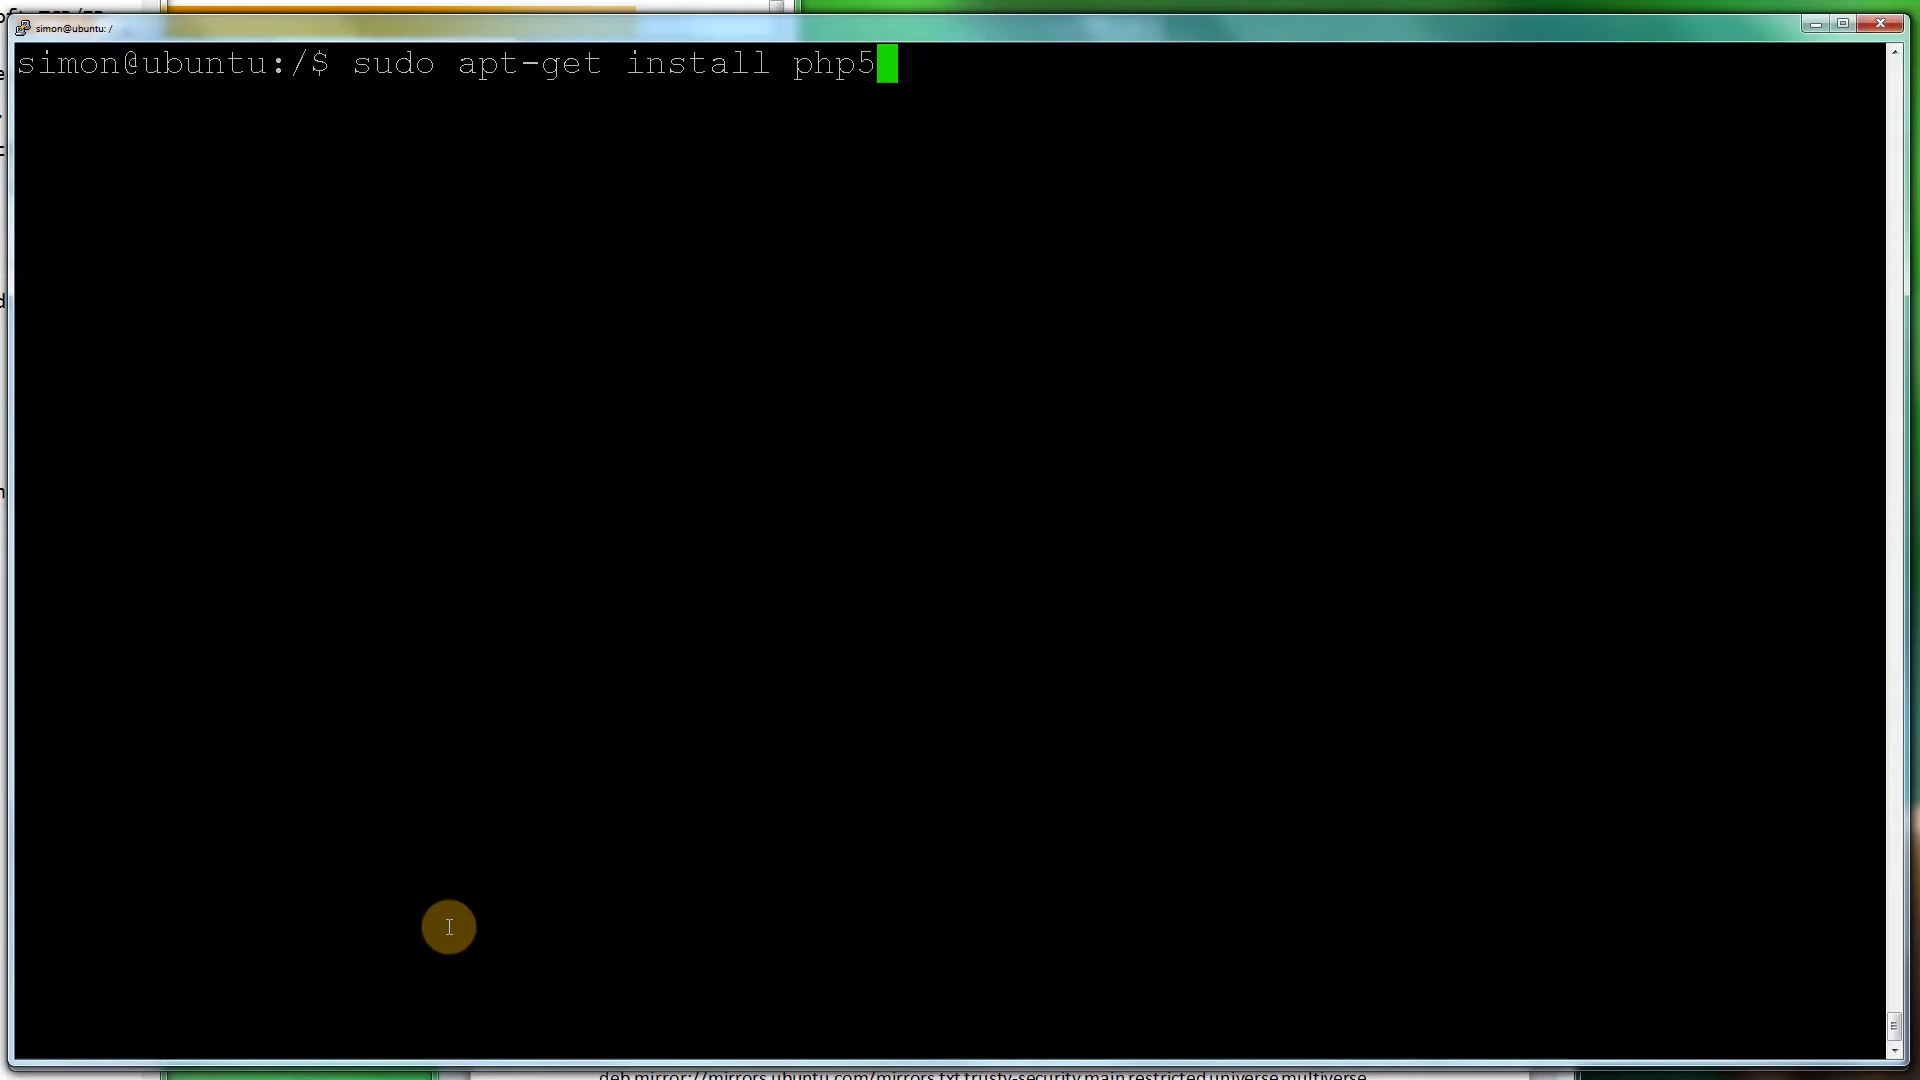 simon@ubuntu: /
simon@ubuntu:/$ sudo apt-get install php5
deb mirror://mirrors.ubuntu.com/mirrors.txt trusty-security main restricted universe multiverse